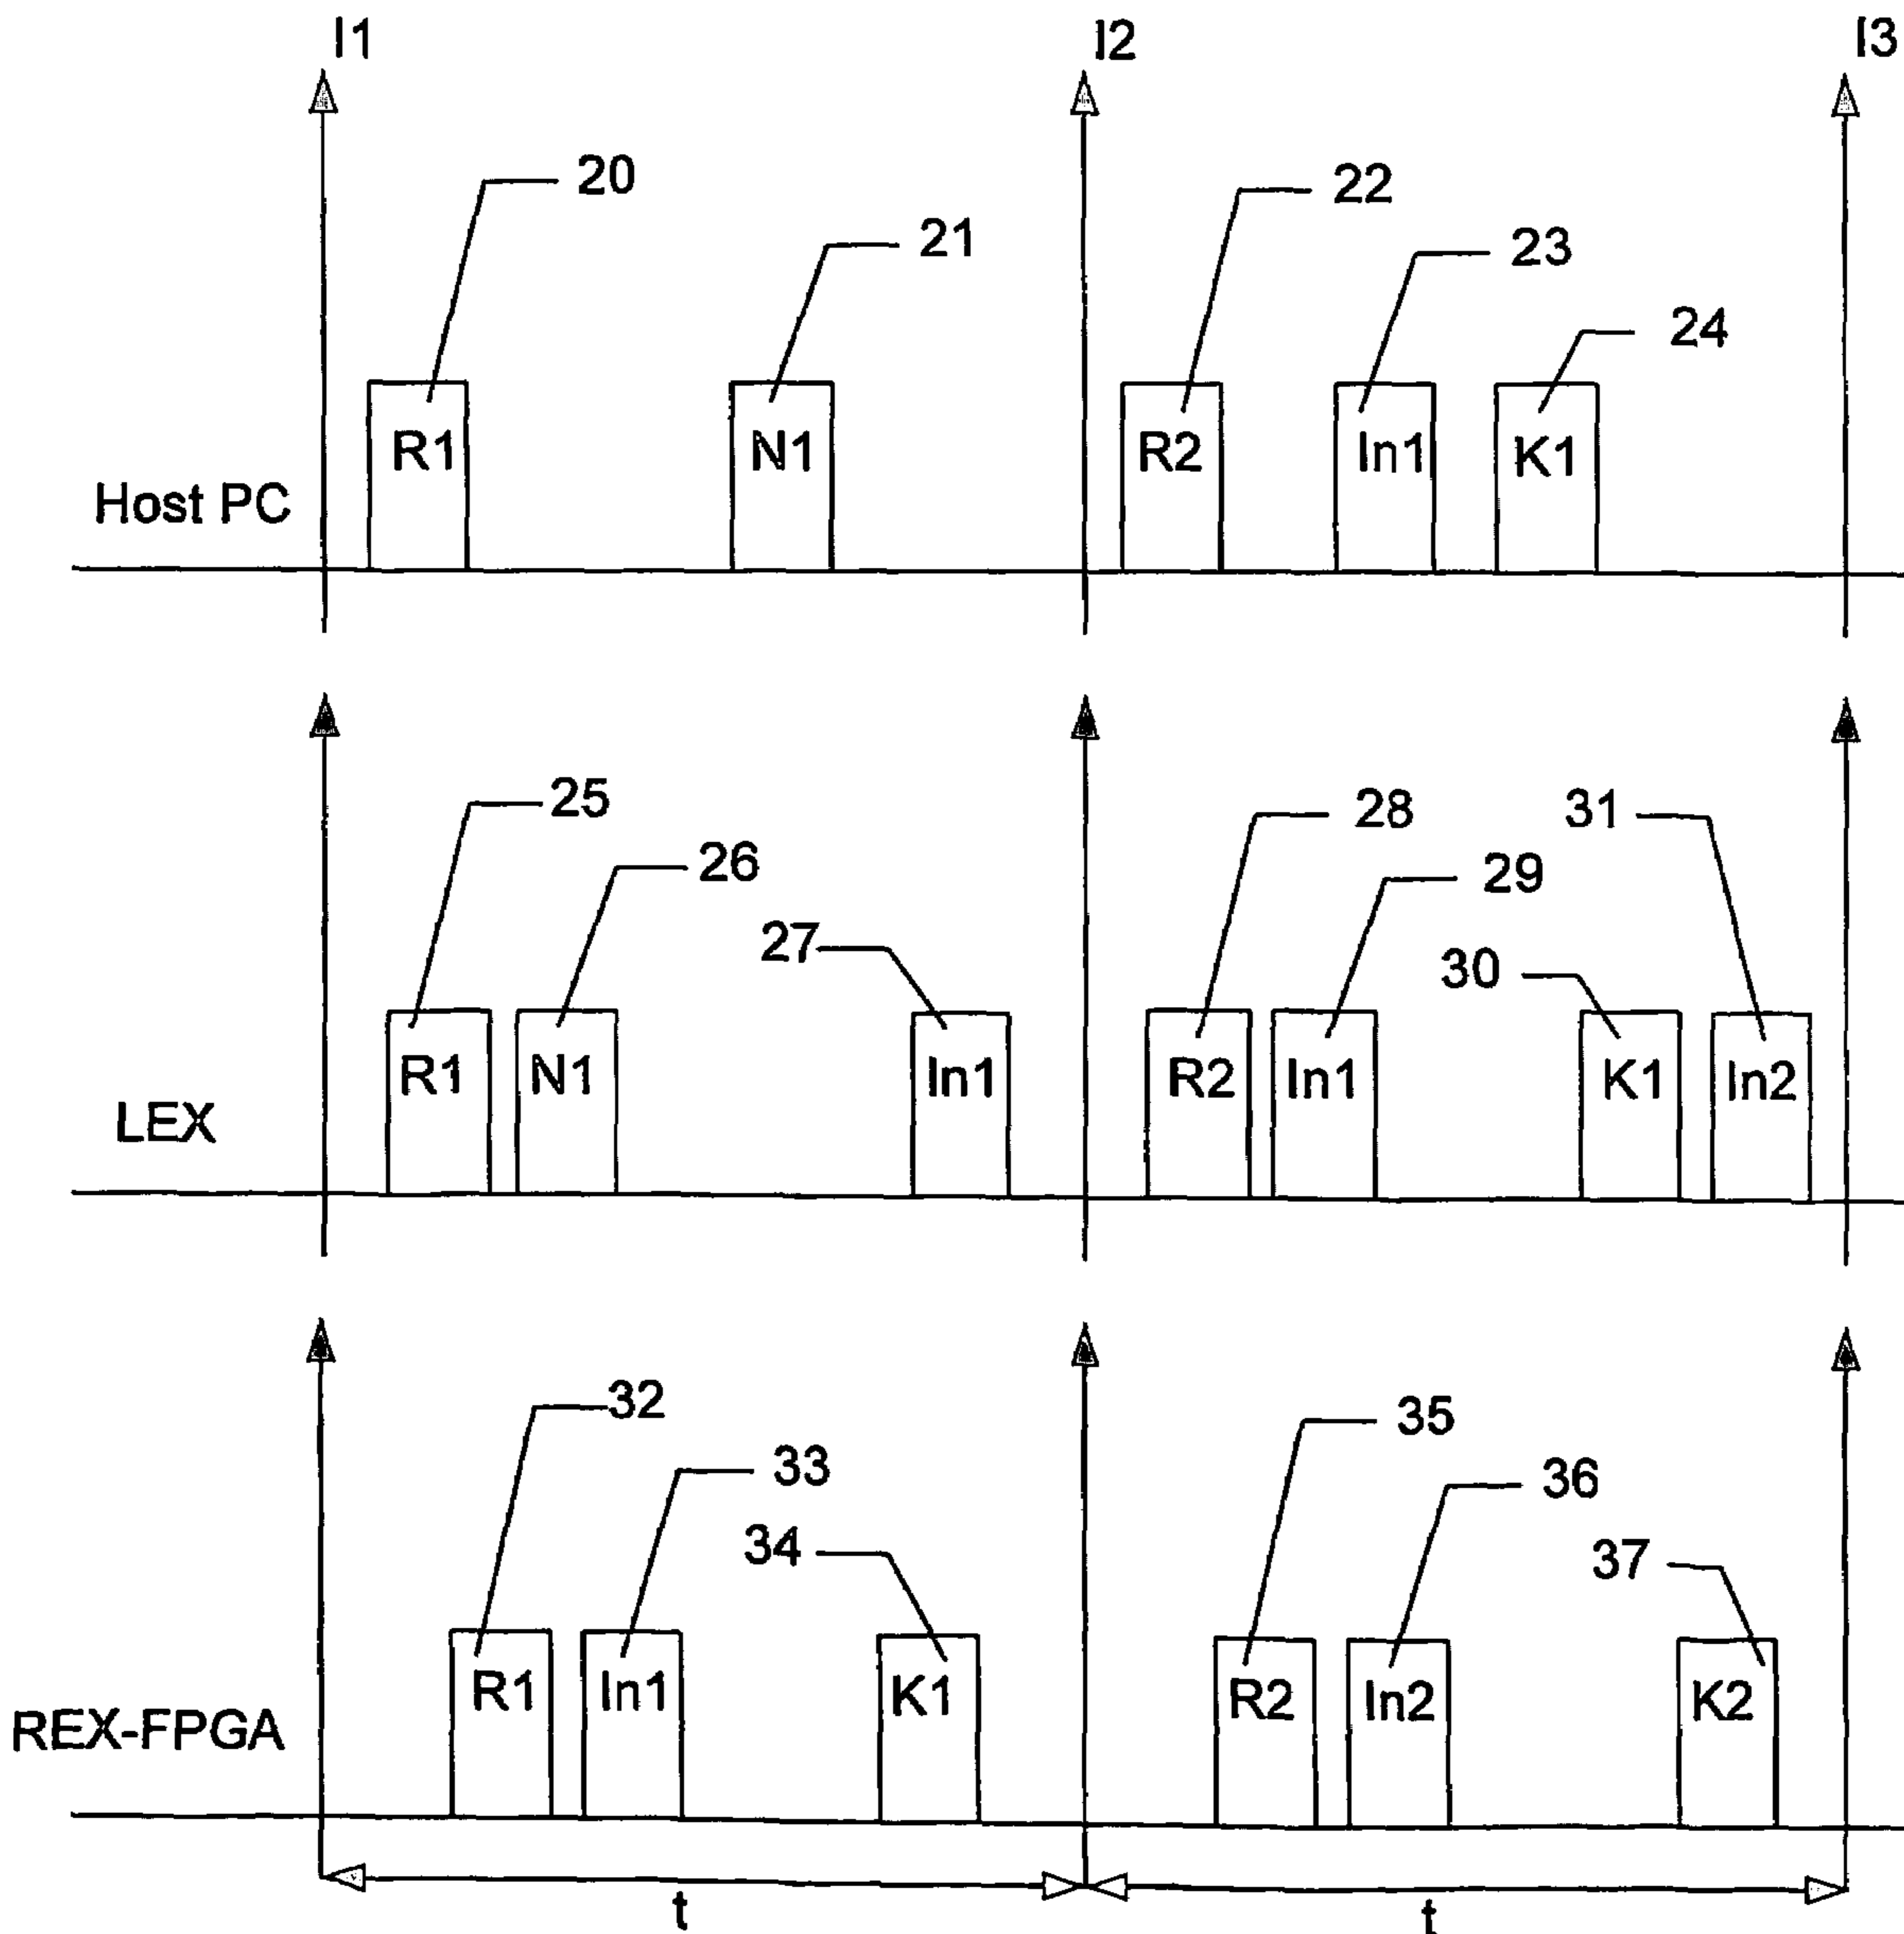 I1 I2 I3
20 22
21 23
24
R1 N1 R2 In1 K1
Host PC
25 28 31
26 29
27 30
R1 N1 In1 R2 In1 K1 In2
LEX
32 35
33 36
34 37
R1 In1 K1 R2 In2 K2
REX-FPGA
t t